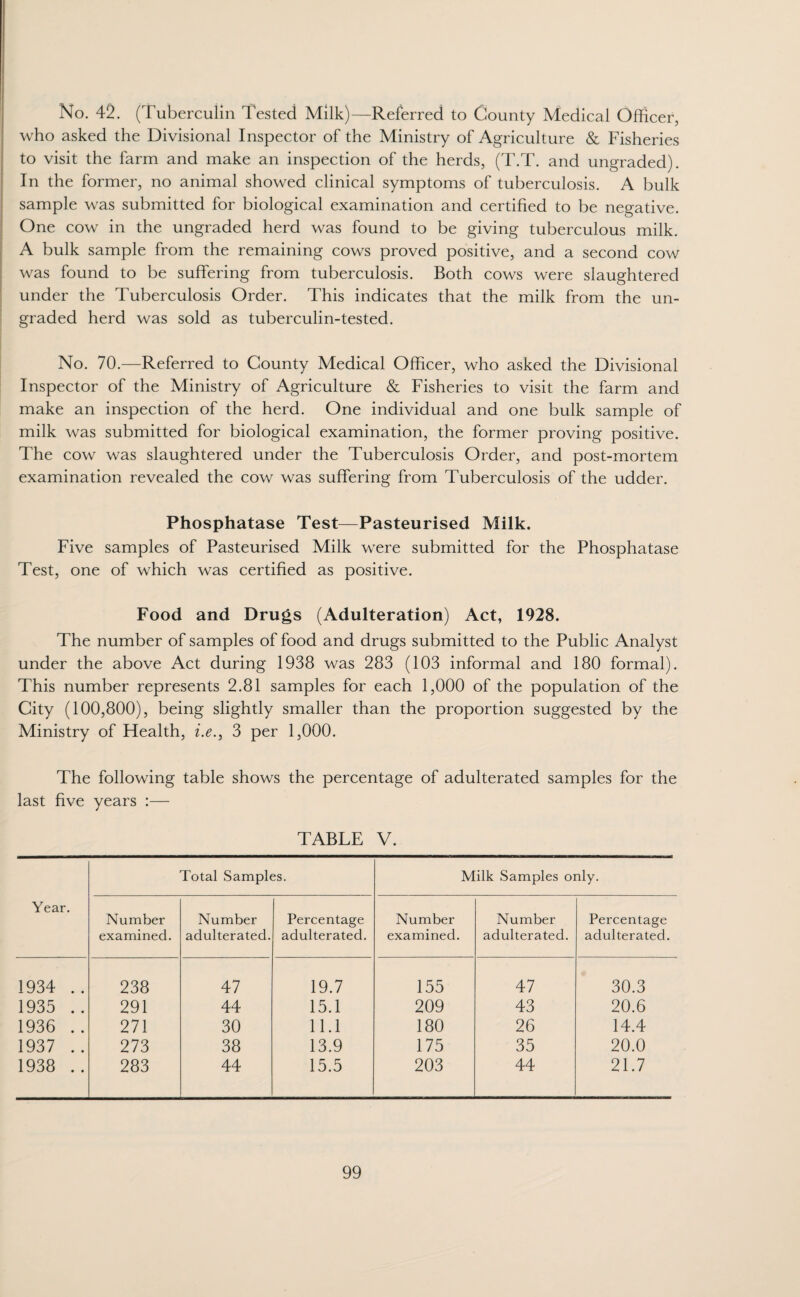 No. 42. (Tuberculin Tested Milk)—Referred to County Medical Officer,
who asked the Divisional Inspector of the Ministry of Agriculture & Fisheries
to visit the farm and make an inspection of the herds, (T.T. and ungraded).
In the former, no animal showed clinical symptoms of tuberculosis. A bulk
sample was submitted for biological examination and certified to be negative.
One cow in the ungraded herd was found to be giving tuberculous milk.
A bulk sample from the remaining cows proved positive, and a second cow
was found to be suffering from tuberculosis. Both cows were slaughtered
under the Tuberculosis Order. This indicates that the milk from the un-
graded herd was sold as tuberculin-tested.
No. 70.—Referred to County Medical Officer, who asked the Divisional
Inspector of the Ministry of Agriculture & Fisheries to visit the farm and
make an inspection of the herd. One individual and one bulk sample of
milk was submitted for biological examination, the former proving positive.
The cow was slaughtered under the Tuberculosis Order, and post-mortem
examination revealed the cow was suffering from Tuberculosis of the udder.
Phosphatase Test—Pasteurised Milk.
Five samples of Pasteurised Milk were submitted for the Phosphatase
Test, one of which was certified as positive.
Food and Drugs (Adulteration) Act, 1928.
The number of samples of food and drugs submitted to the Public Analyst
under the above Act during 1938 was 283 (103 informal and 180 formal).
This number represents 2.81 samples for each 1,000 of the population of the
City (100,800), being slightly smaller than the proportion suggested by the
Ministry of Health, i.e., 3 per 1,000.
The following table shows the percentage of adulterated samples for the
last five years :—
TABLE V.
Year. Total Samples. Milk Samples only.
Number examined. Number adulterated. Percentage adulterated. Number examined. Number adulterated. Percentage adulterated.
1934 .. 238 47 19.7 155 47 30.3
1935 .. 291 44 15.1 209 43 20.6
1936 .. 271 30 11.1 180 26 14.4
1937 .. 273 38 13.9 175 35 20.0
1938 .. 283 44 15.5 203 44 21.7
99